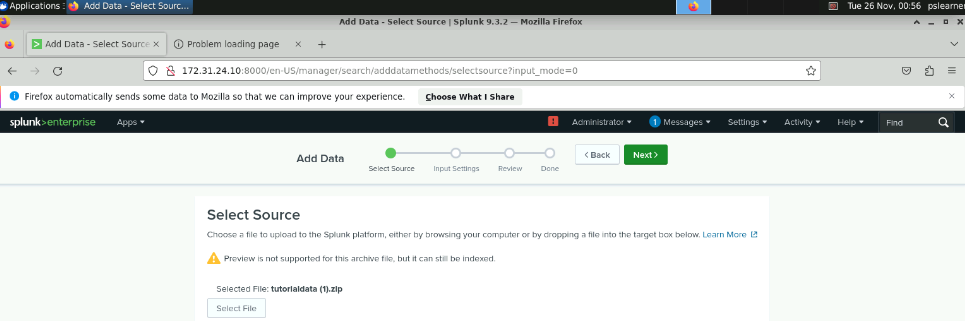 Applications
Add Data - Select Sourc...
Tue 26 Nov, 00:56 pslearner
Add Data - Select Source | Splunk 9.3.2 — Mozilla Firefox
Add Data - Select Source
Problem loading page
172.31.24.10:8000/en-US/manager/search/adddatamethods/selectsource?input_mode=0
Firefox automatically sends some data to Mozilla so that we can improve your experience. Choose What I Share
splunk>enterprise Apps Administrator 1 Messages Settings Activity Help Find
Add Data
Select Source Input Settings Review Done
Back Next
Select Source
Choose a file to upload to the Splunk platform, either by browsing your computer or by dropping a file into the target box below. Learn More
Preview is not supported for this archive file, but it can still be indexed.
Selected File: tutorialdata (1).zip
Select File